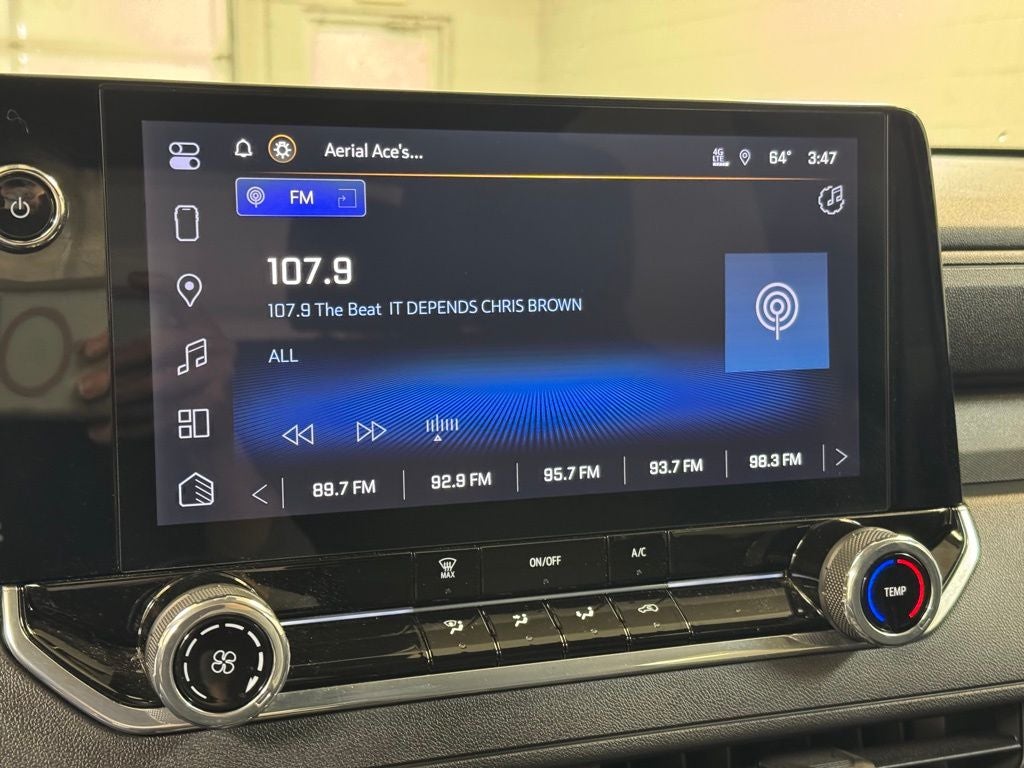 Aerial Ace's...
4G
LTE
64° 3:47
FM
107.9
107.9 The Beat IT DEPENDS CHRIS BROWN
ALL
89.7 FM 92.9 FM 95.7 FM 93.7 FM 98.3 FM
MAX
ON/OFF
A/C
TEMP